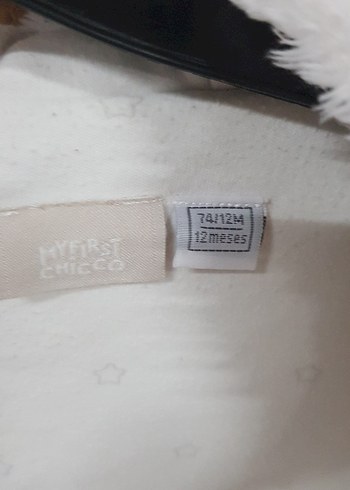 MYFIRST
CHICCO
74/12M
12meses